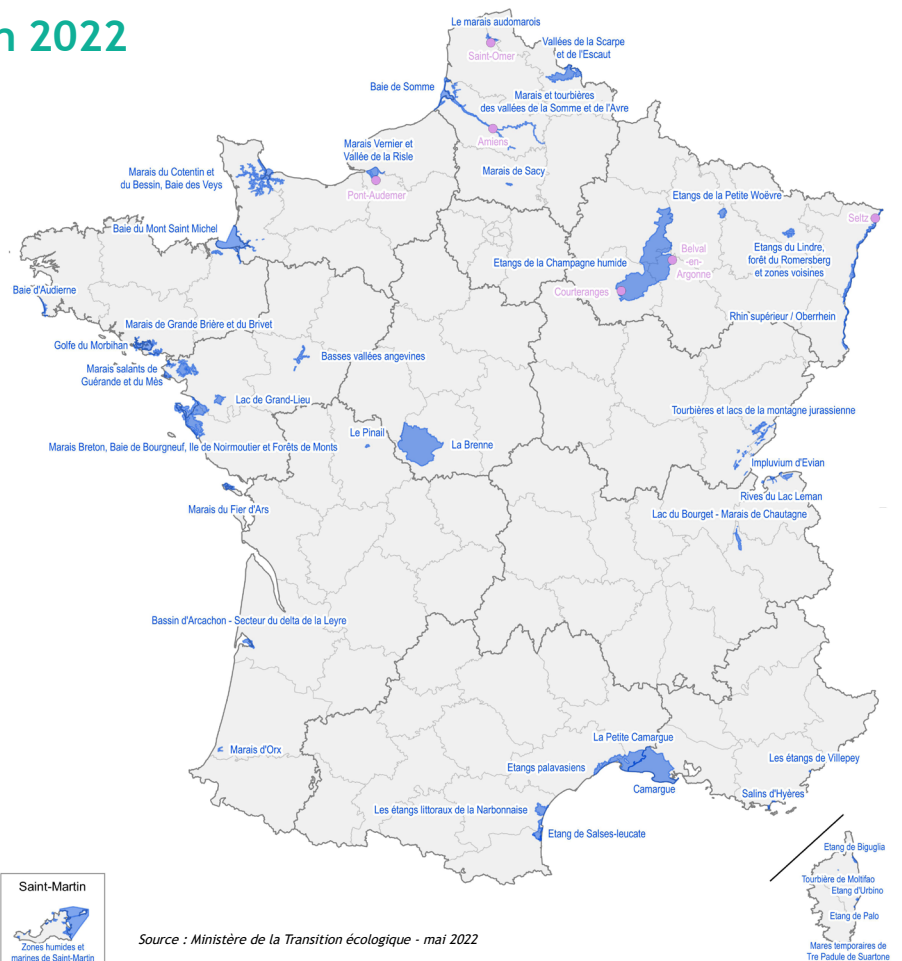 n 2022
Le marais audomarois
Saint-Omer
Vallées de la Scarpe
et de l'Escaut
Baie de Somme
Marais et tourbières
des vallées de la Somme et de l'Avre
Amiens
Marais Vernier et
Vallée de la Risle
Pont-Audemer
Marais de Sacy
Marais du Cotentin et
du Bessin, Baie des Veys
Etangs de la Petite Woëvre
Seltz
Baie du Mont Saint Michel
Etangs de la Champagne humide
Belval
-en-
Argonne
Etangs du Lindre,
forêt du Romersberg
et zones voisines
Courteranges
Baie d'Audierne
Rhin supérieur / Oberrhein
Marais de Grande Brière et du Brivet
Golfe du Morbihan
Basses vallées angevines
Marais salants de
Guérande et du Mès
Lac de Grand-Lieu
Tourbières et lacs de la montagne jurassienne
Le Pinail
La Brenne
Marais Breton, Baie de Bourgneuf, Ile de Noirmoutier et Forêts de Monts
Impluvium d'Evian
Rives du Lac Leman
Marais du Fier d'Ars
Lac du Bourget - Marais de Chautagne
Bassin d'Arcachon - Secteur du delta de la Leyre
La Petite Camargue
Marais d'Orx
Les étangs de Villepey
Etangs palavasiens
Camargue
Salins d'Hyères
Les étangs littoraux de la Narbonnaise
Etang de Salses-leucate
Etang de Biguglia
Tourbière de Moltifao
Etang d'Urbino
Etang de Palo
Mares temporaires de
Tre Padule de Suartone
Saint-Martin
Zones humides et
marines de Saint-Martin
Source : Ministère de la Transition écologique - mai 2022